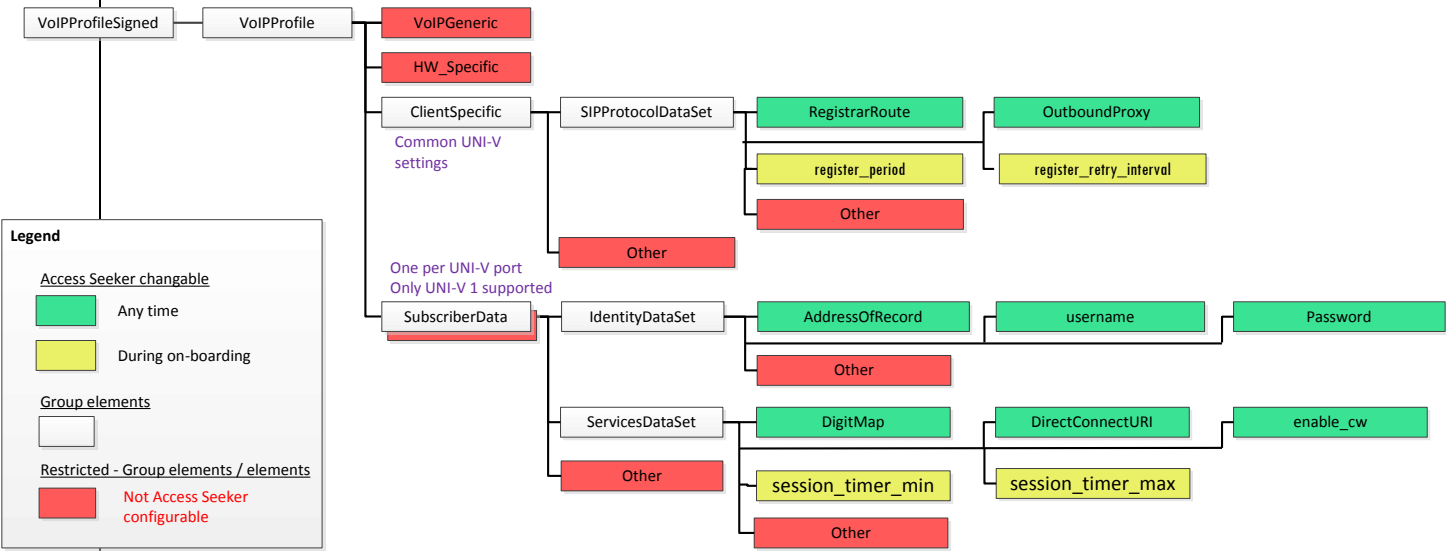 VoIPProfileSigned
VoIPProfile
VoIPGeneric
HW_Specific
ClientSpecific
SIPProtocolDataSet
RegistrarRoute
OutboundProxy
Common UNI-V
settings
register_period
register_retry_interval
Other
Other
One per UNI-V port
Only UNI-V 1 supported
SubscriberData
IdentityDataSet
AddressOfRecord
username
Password
Other
ServicesDataSet
DigitMap
DirectConnectURI
enable_cw
Other
session_timer_min
session_timer_max
Other
Legend
Access Seeker changable
Any time
During on-boarding
Group elements
Restricted - Group elements / elements
Not Access Seeker
configurable